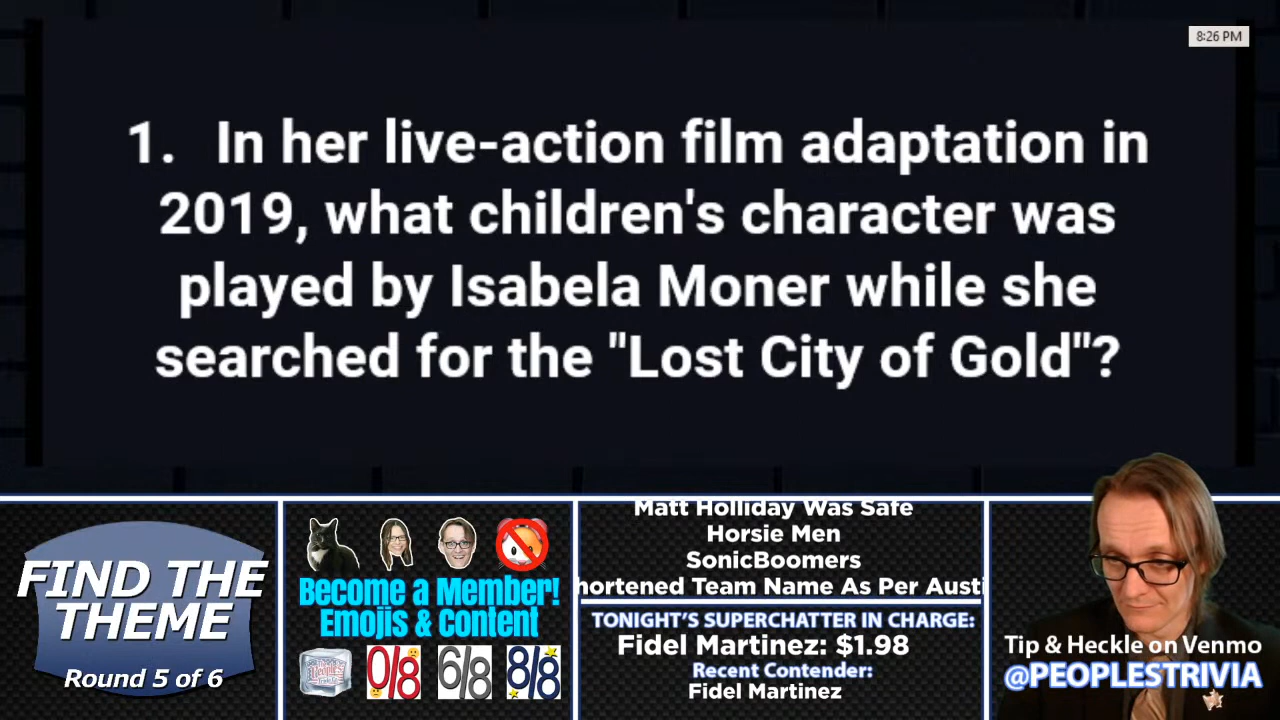 8:26 PM
1. In her live-action film adaptation in
2019, what children's character was
played by Isabela Moner while she
searched for the "Lost City of Gold"?
FIND THE
THEME
Round 5 of 6
Become a Member!
Emojis & Content
0/8
6/8
8/8
Matt Holliday Was Safe
Horsie Men
SonicBoomers
hortened Team Name As Per Austi
TONIGHT'S SUPERCHATTER IN CHARGE:
Fidel Martinez: $1.98
Recent Contender:
Fidel Martinez
Tip & Heckle on Venmo
@PEOPLESTRIVIA